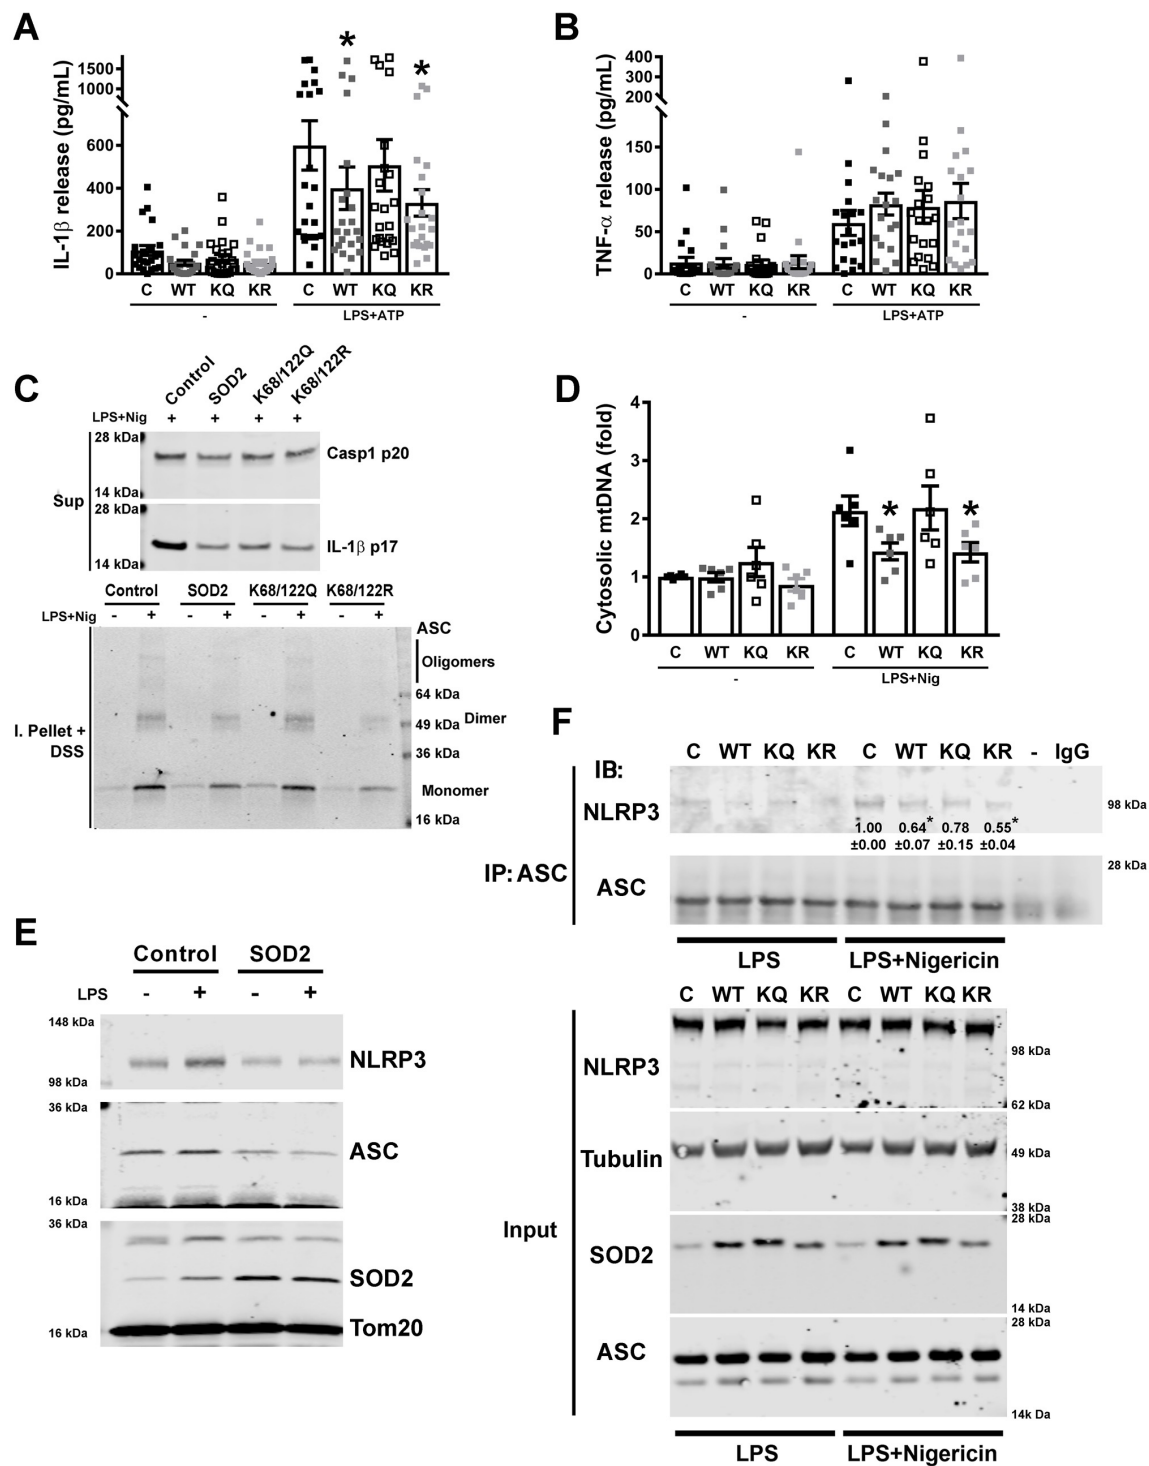 A
IL-1β release (pg/mL)
1500
1000
600
400
200
0
*
*
C WT KQ KR C WT KQ KR
- LPS+ATP
B
TNF-α release (pg/mL)
400
300
200
150
100
50
0
C WT KQ KR C WT KQ KR
- LPS+ATP
C
Control SOD2 K68/122Q K68/122R
LPS+Nig + + + +
Sup
28 kDa
Casp1 p20
14 kDa
28 kDa
IL-1β p17
14 kDa
Control SOD2 K68/122Q K68/122R
LPS+Nig - + - + - + - +
ASC
Oligomers
64 kDa
49 kDa Dimer
36 kDa
Monomer
16 kDa
I. Pellet +
DSS
D
Cytosolic mtDNA (fold)
4
3
2
1
0
* *
C WT KQ KR C WT KQ KR
- LPS+Nig
E
Control SOD2
LPS - + - +
148 kDa
NLRP3
98 kDa
36 kDa
ASC
16 kDa
36 kDa
SOD2
Tom20
16 kDa
F
C WT KQ KR C WT KQ KR - IgG
IB:
NLRP3
98 kDa
1.00 0.64* 0.78 0.55*
±0.00 ±0.07 ±0.15 ±0.04
IP: ASC
28 kDa
ASC
LPS LPS+Nigericin
C WT KQ KR C WT KQ KR
Input
NLRP3
98 kDa
62 kDa
Tubulin
49 kDa
38 kDa
28 kDa
SOD2
14 kDa
28 kDa
ASC
14k Da
LPS LPS+Nigericin